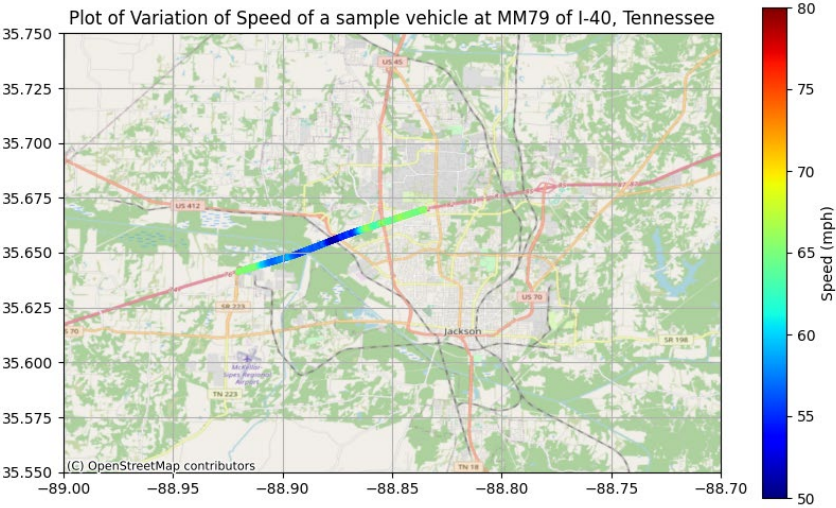 Plot of Variation of Speed of a sample vehicle at MM79 of I-40, Tennessee
35.750
35.725
35.700
35.675
35.650
35.625
35.600
35.575
35.550
US 45
US 412
SR 223
US 70
70
Jackson
SR 198
McKellar-
Sipes Regional
Airport
TN 223
TN 18
(C) OpenStreetMap contributors
−89.00 −88.95 −88.90 −88.85 −88.80 −88.75 −88.70
80
75
70
65
60
55
50
Speed (mph)